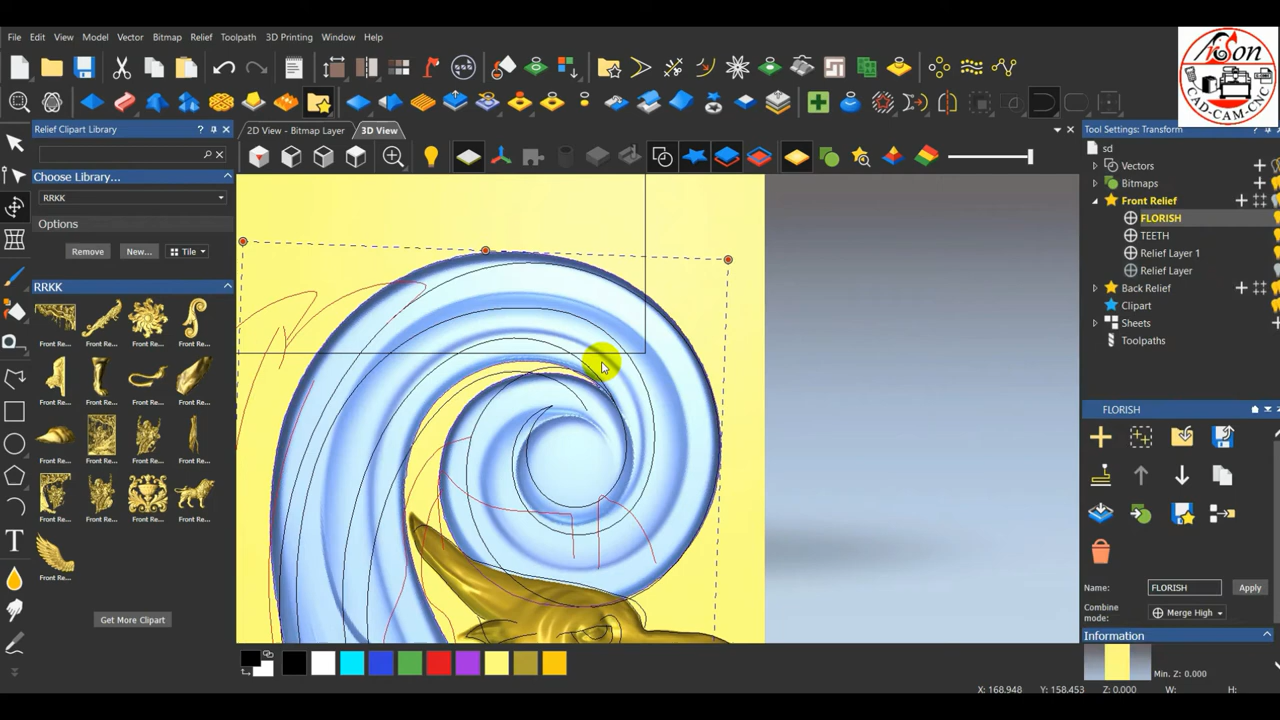 File Edit View Model Vector Bitmap Relief Toolpath 3D Printing Window Help
ArSon
CAD-CAM-CNC
Relief Clipart Library ?
2D View - Bitmap Layer 3D View
Tool Settings: Transform ?
Choose Library...
RRKK
Options
Remove New... Tile
RRKK
Front Re... Front Re... Front Re... Front Re...
Front Re... Front Re... Front Re... Front Re...
Front Re... Front Re... Front Re... Front Re...
Front Re... Front Re... Front Re... Front Re...
Front Re...
Get More Clipart
sd
Vectors
Bitmaps
Front Relief
FLORISH
TEETH
Relief Layer 1
Relief Layer
Back Relief
Clipart
Sheets
Toolpaths
FLORISH
Name: FLORISH Apply
Combine mode: Merge High
Information
Min. Z: 0.000
X: 168.948 Y: 158.453 Z: 0.000 W: H: